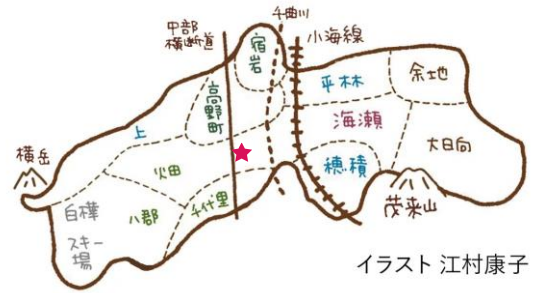 千曲川
中部
横断道
小海線
宿岩
余地
平林
高野町
海瀬
上
大日向
横岳
畑
穂積
茂来山
千代里
八郡
白樺
スキー
場
イラスト 江村康子